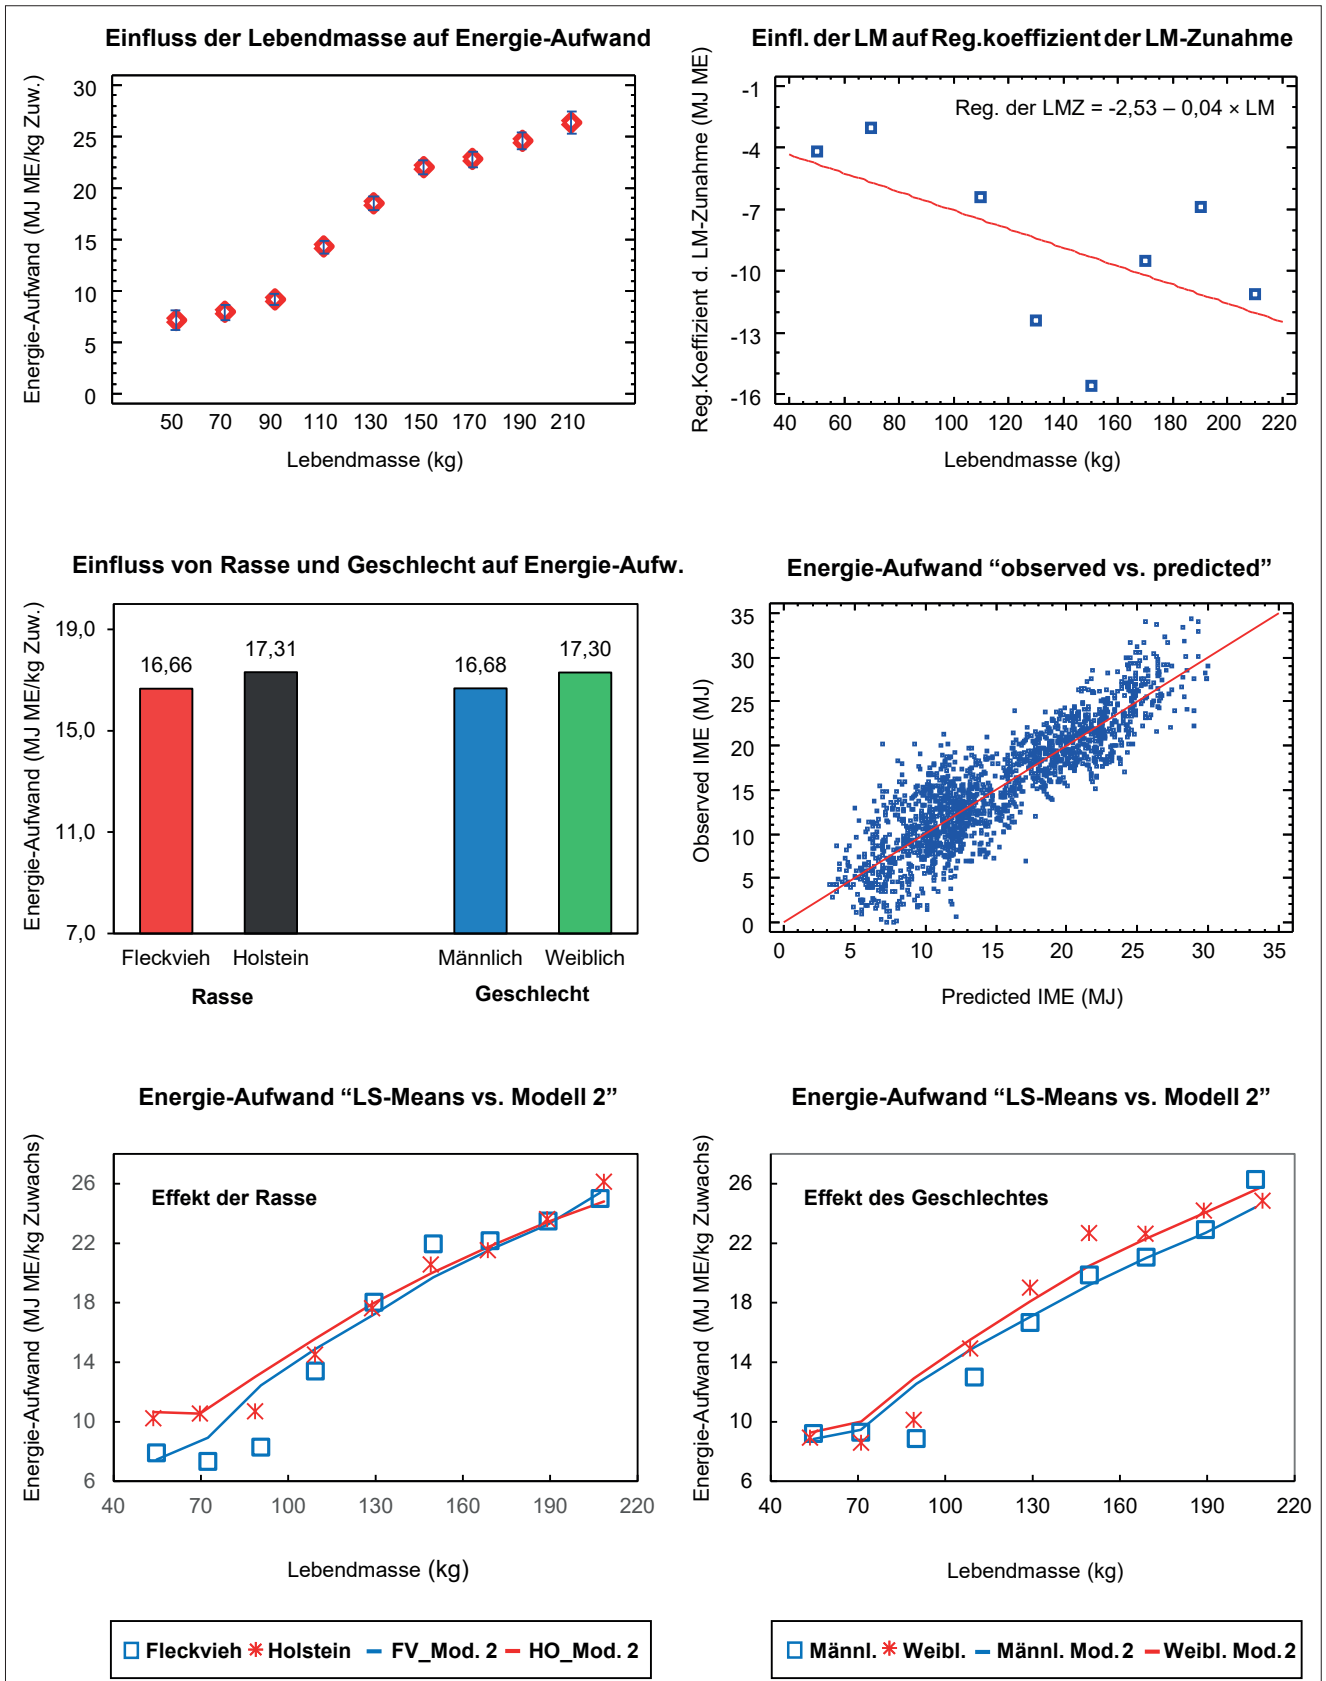 Einfluss der Lebendmasse auf Energie-Aufwand
Energie-Aufwand (MJ ME/kg Zuw.)
30
25
20
15
10
5
0
50 70 90 110 130 150 170 190 210
Lebendmasse (kg)
Einfl. der LM auf Reg.koeffizient der LM-Zunahme
Reg.Koeffizient d. LM-Zunahme (MJ ME)
Reg. der LMZ = -2,53 – 0,04 × LM
-1
-4
-7
-10
-13
-16
40 60 80 100 120 140 160 180 200 220
Lebendmasse (kg)
Einfluss von Rasse und Geschlecht auf Energie-Aufw.
Energie-Aufwand (MJ ME/kg Zuw.)
19,0
15,0
11,0
7,0
16,66 17,31 16,68 17,30
Fleckvieh Holstein Männlich Weiblich
Rasse Geschlecht
Energie-Aufwand “observed vs. predicted”
Observed IME (MJ)
35
30
25
20
15
10
5
0
0 5 10 15 20 25 30 35
Predicted IME (MJ)
Energie-Aufwand “LS-Means vs. Modell 2”
Energie-Aufwand (MJ ME/kg Zuwachs)
Effekt der Rasse
26
22
18
14
10
6
40 70 100 130 160 190 220
Lebendmasse (kg)
Fleckvieh Holstein FV_Mod. 2 HO_Mod. 2
Energie-Aufwand “LS-Means vs. Modell 2”
Energie-Aufwand (MJ ME/kg Zuwachs)
Effekt des Geschlechtes
26
22
18
14
10
6
40 70 100 130 160 190 220
Lebendmasse (kg)
Männl. Weibl. Männl. Mod. 2 Weibl. Mod. 2